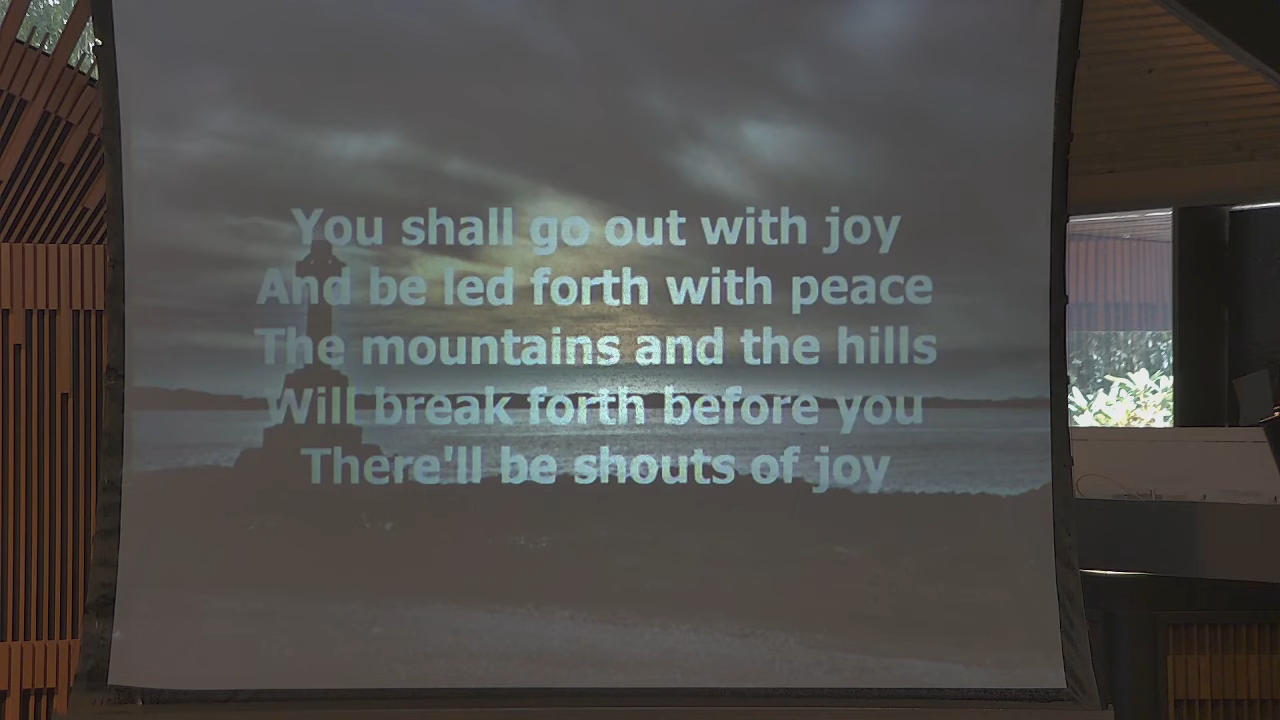 You shall go out with joy
And be led forth with peace
The mountains and the hills
Will break forth before you
There'll be shouts of joy